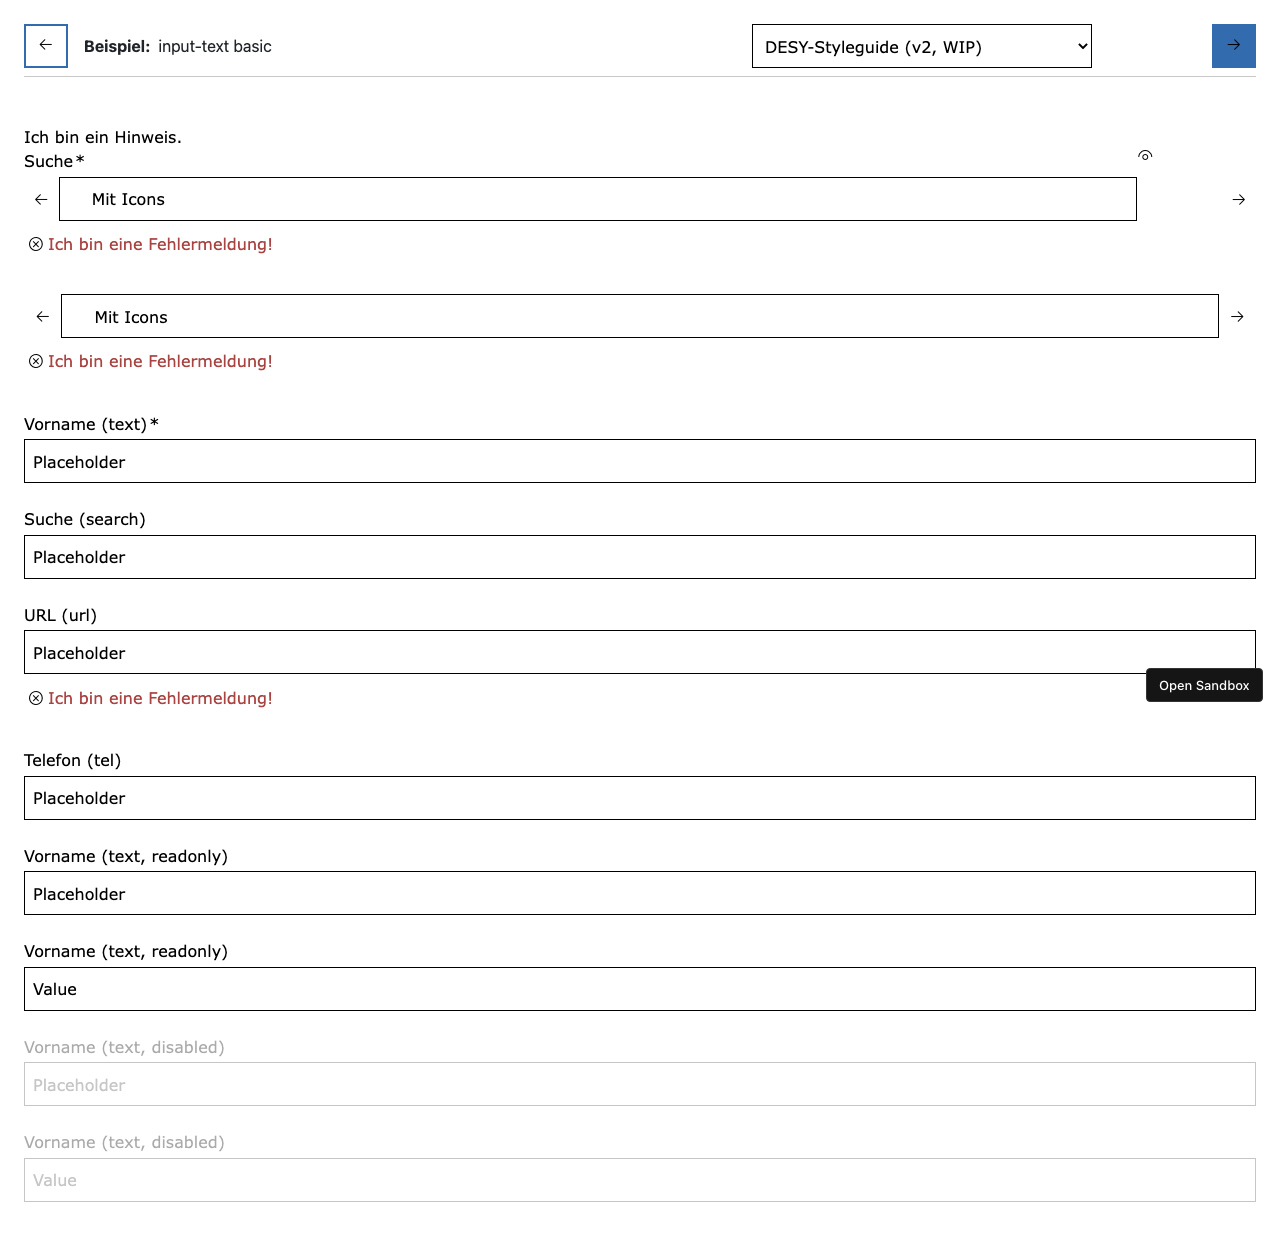 Beispiel: input-text basic
DESY-Styleguide (v2, WIP)
Ich bin ein Hinweis.
Suche*
Mit Icons
Ich bin eine Fehlermeldung!
Mit Icons
Ich bin eine Fehlermeldung!
Vorname (text)*
Placeholder
Suche (search)
Placeholder
URL (url)
Placeholder
Open Sandbox
Ich bin eine Fehlermeldung!
Telefon (tel)
Placeholder
Vorname (text, readonly)
Placeholder
Vorname (text, readonly)
Value
Vorname (text, disabled)
Placeholder
Vorname (text, disabled)
Value